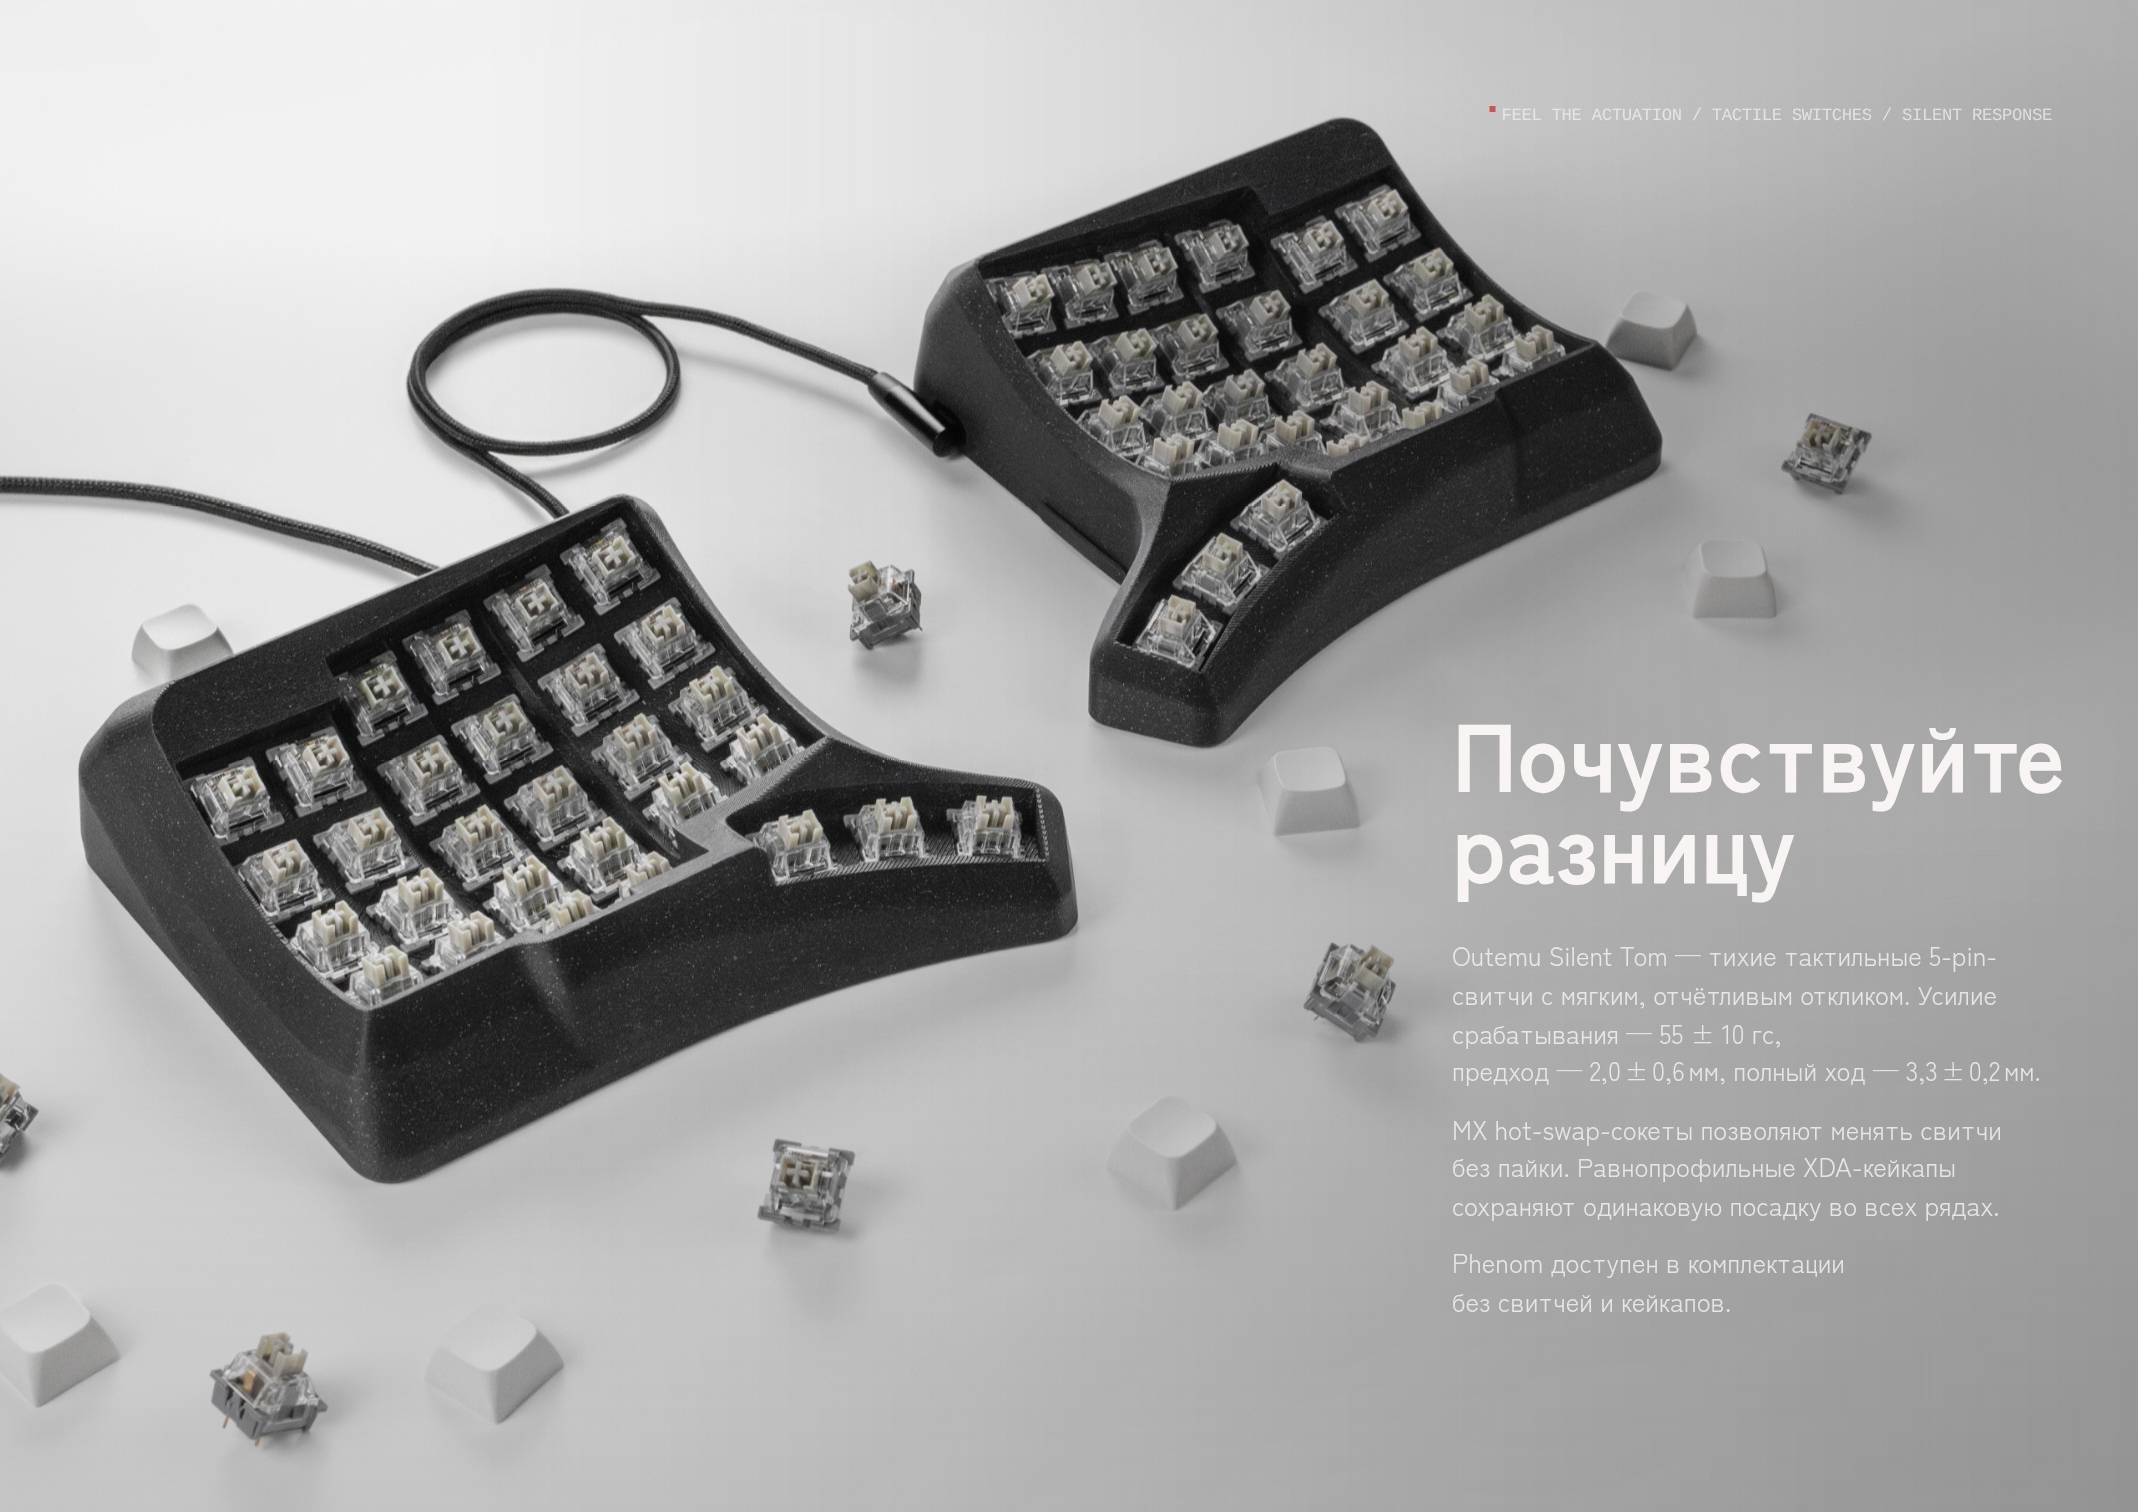 FEEL THE ACTUATION / TACTILE SWITCHES / SILENT RESPONSE
Почувствуйте
разницу
Outemu Silent Tom — тихие тактильные 5-pin-
свитчи с мягким, отчётливым откликом. Усилие
срабатывания — 55 ± 10 гс,
предход — 2,0 ± 0,6 мм, полный ход — 3,3 ± 0,2 мм.
MX hot-swap-сокеты позволяют менять свитчи
без пайки. Равнопрофильные XDA-кейкапы
сохраняют одинаковую посадку во всех рядах.
Phenom доступен в комплектации
без свитчей и кейкапов.